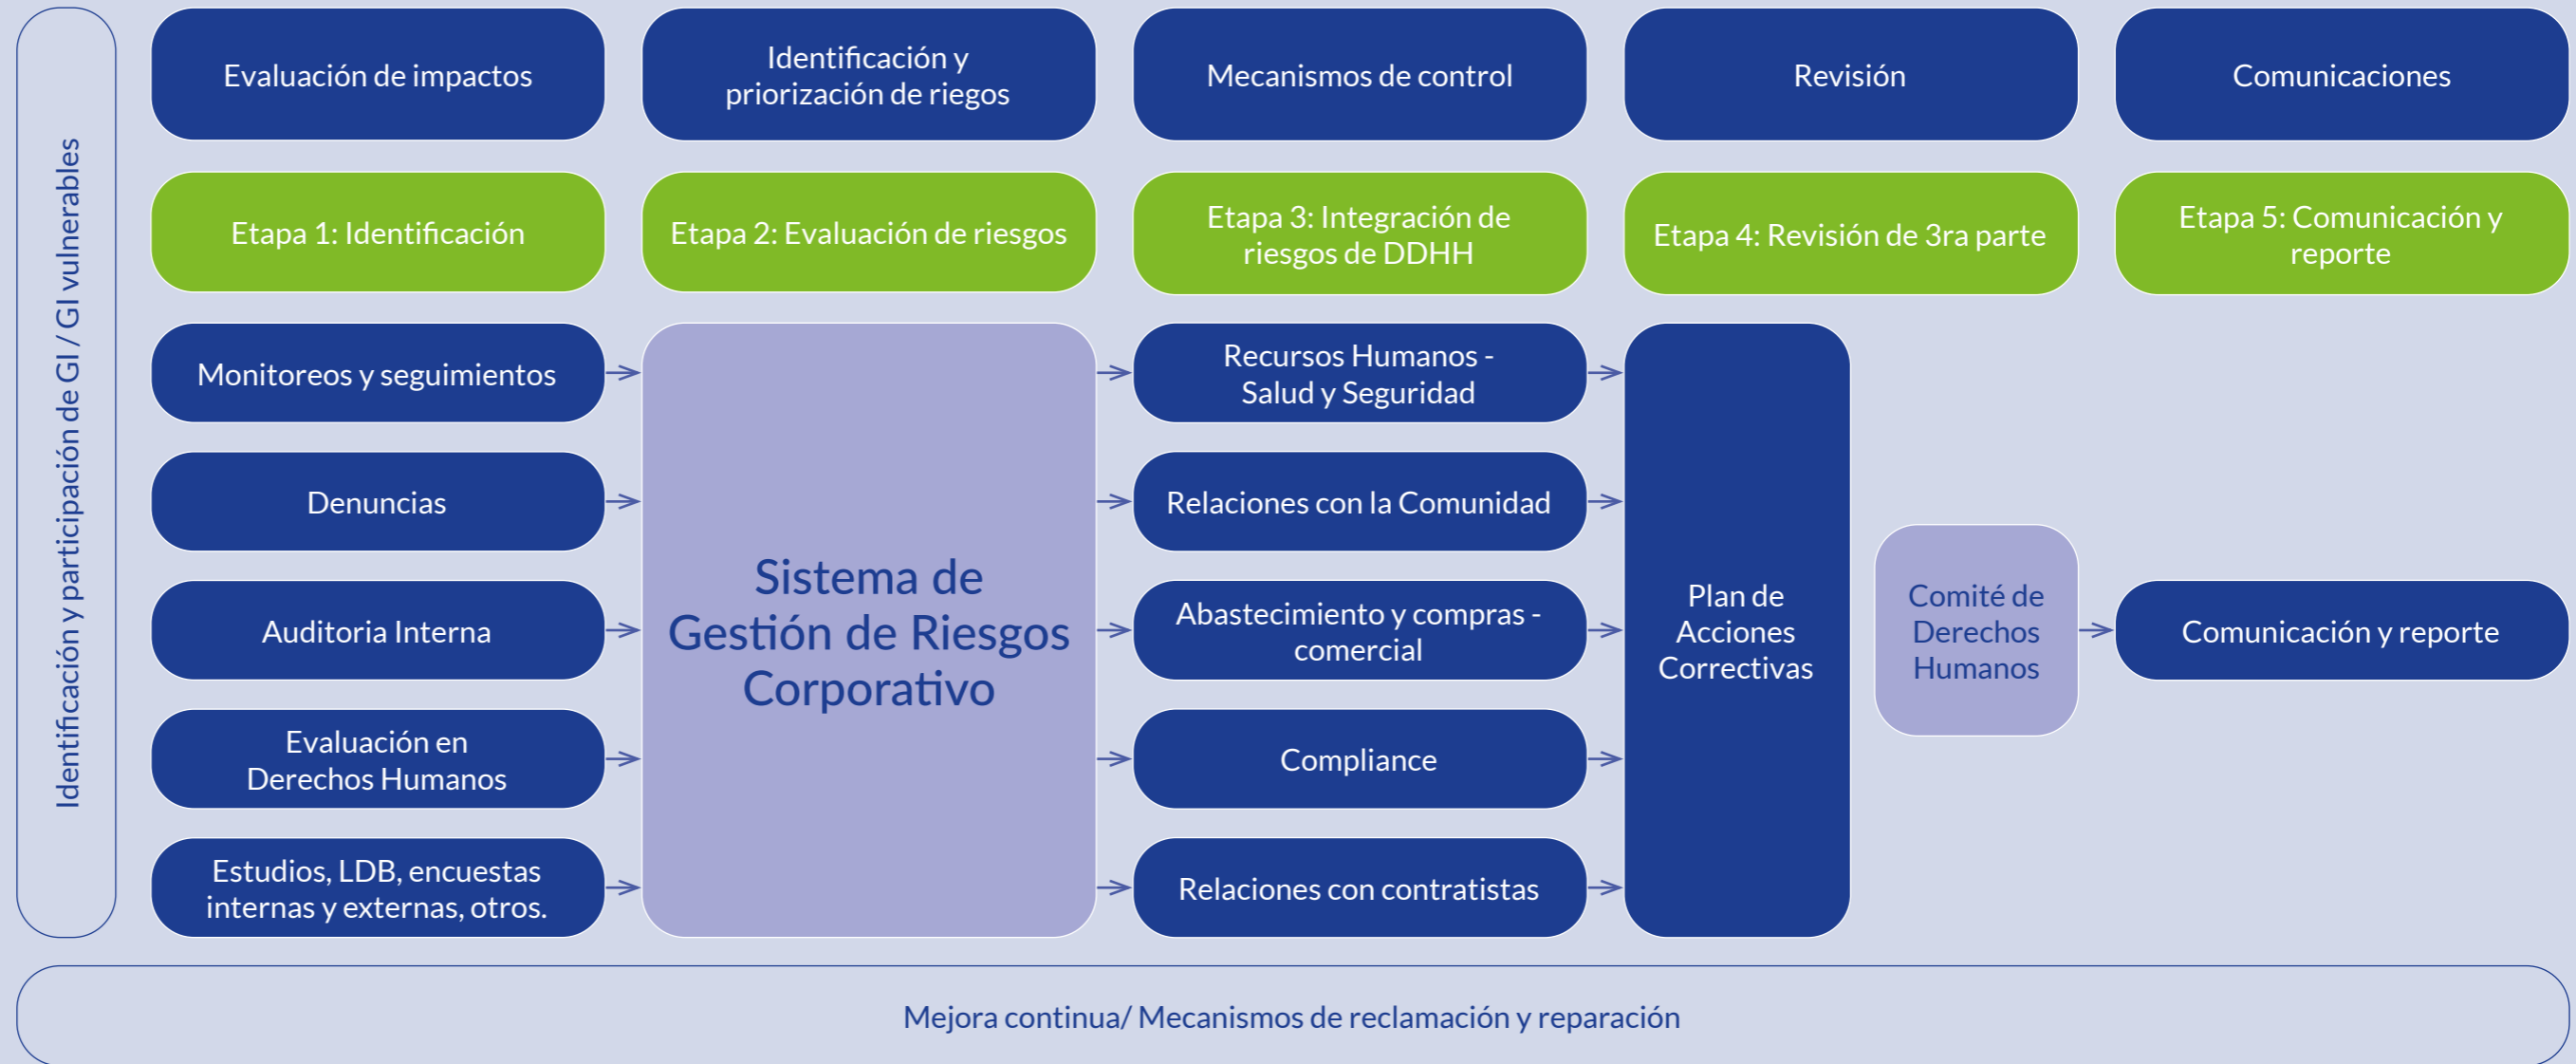 Identificación y participación de GI / GI vulnerables
Evaluación de impactos
Identificación y
priorización de riegos
Mecanismos de control
Revisión
Comunicaciones
Etapa 1: Identificación
Etapa 2: Evaluación de riesgos
Etapa 3: Integración de
riesgos de DDHH
Etapa 4: Revisión de 3ra parte
Etapa 5: Comunicación y
reporte
Monitoreos y seguimientos
Denuncias
Auditoria Interna
Evaluación en
Derechos Humanos
Estudios, LDB, encuestas
internas y externas, otros.
Sistema de
Gestión de Riesgos
Corporativo
Recursos Humanos -
Salud y Seguridad
Relaciones con la Comunidad
Abastecimiento y compras -
comercial
Compliance
Relaciones con contratistas
Plan de
Acciones
Correctivas
Comité de
Derechos
Humanos
Comunicación y reporte
Mejora continua/ Mecanismos de reclamación y reparación